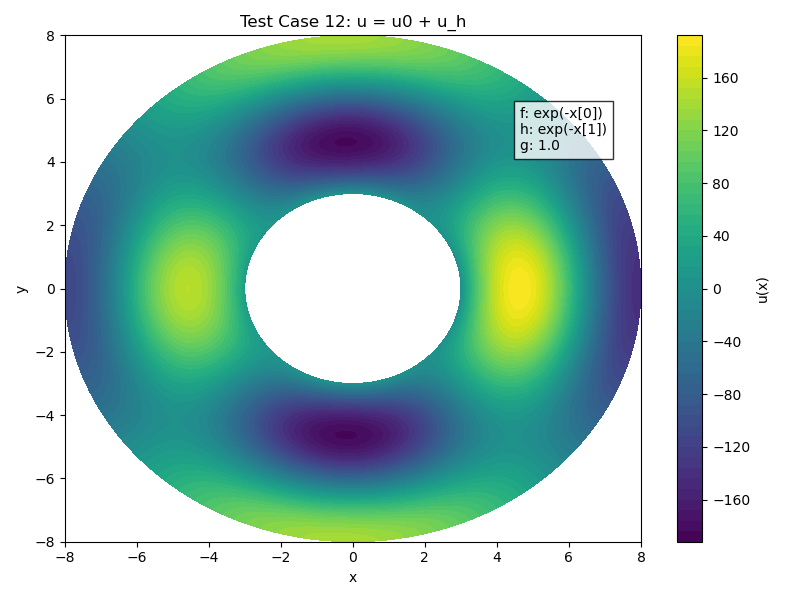 Test Case 12: u = u0 + u_h
f: exp(-x[0])
h: exp(-x[1])
g: 1.0
8
6
4
2
0
−2
−4
−6
−8
y
−8 −6 −4 −2 0 2 4 6 8
x
160
120
80
40
0
−40
−80
−120
−160
u(x)